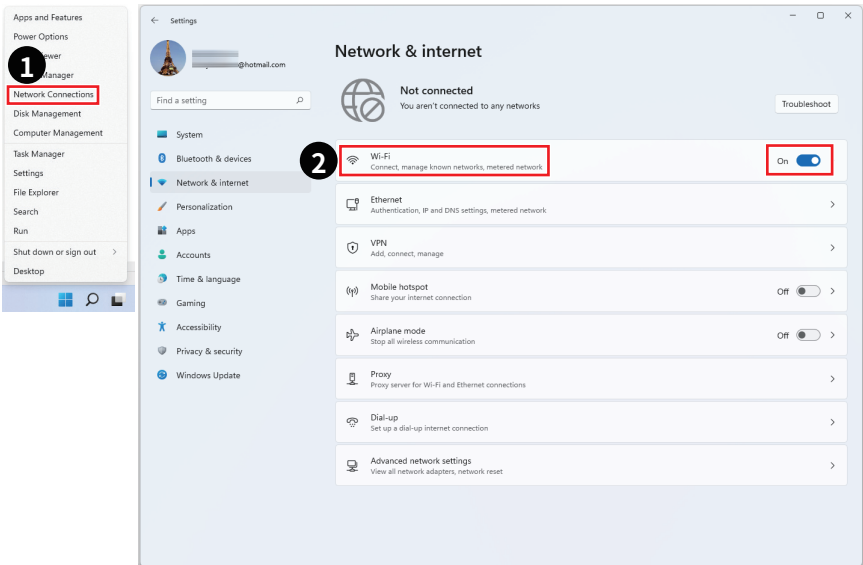 Apps and Features
Power Options
ewer
1
Manager
Network Connections
Disk Management
Computer Management
Task Manager
Settings
File Explorer
Search
Run
Shut down or sign out
Desktop
Settings
@hotmail.com
Find a setting
System
Bluetooth & devices
Network & internet
Personalization
Apps
Accounts
Time & language
Gaming
Accessibility
Privacy & security
Windows Update
Network & internet
Not connected
You aren't connected to any networks
Troubleshoot
2
Wi-Fi
Connect, manage known networks, metered network
On
Ethernet
Authentication, IP and DNS settings, metered network
VPN
Add, connect, manage
Mobile hotspot
Share your internet connection
Off
Airplane mode
Stop all wireless communication
Off
Proxy
Proxy server for Wi-Fi and Ethernet connections
Dial-up
Set up a dial-up internet connection
Advanced network settings
View all network adapters, network reset